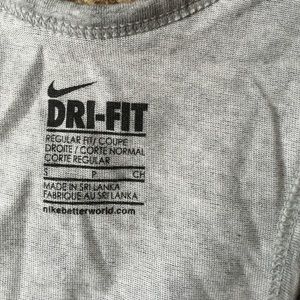 DRI-FIT
REGULAR FIT/COUPE
DROITE/CORTE NORMAL
CORTE REGULAR
S P CH
MADE IN SRI LANKA
FABRIQUÉ AU SRI LANKA
nikebetterworld.com